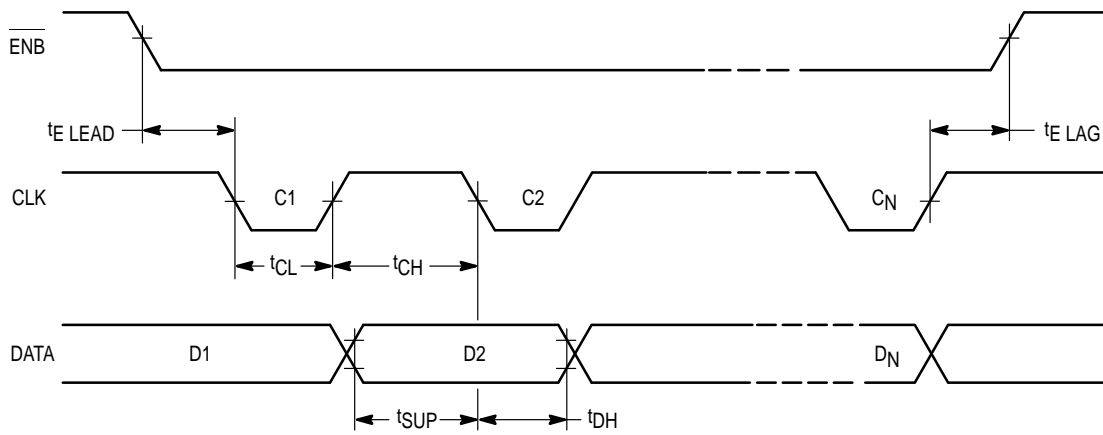 ENB
tE LEAD
tE LAG
CLK
C1
C2
CN
tCL
tCH
DATA
D1
D2
DN
tSUP
tDH